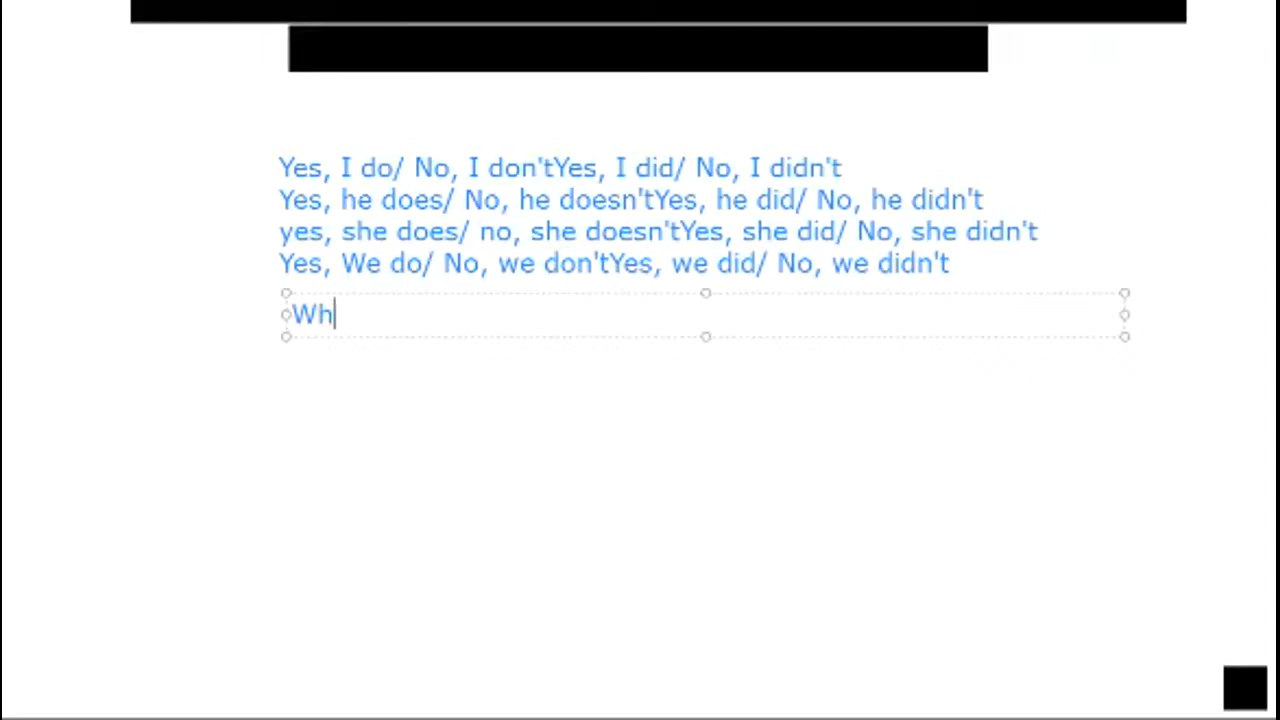 Yes, I do/ No, I don'tYes, I did/ No, I didn't
Yes, he does/ No, he doesn'tYes, he did/ No, he didn't
yes, she does/ no, she doesn'tYes, she did/ No, she didn't
Yes, We do/ No, we don'tYes, we did/ No, we didn't
Wh